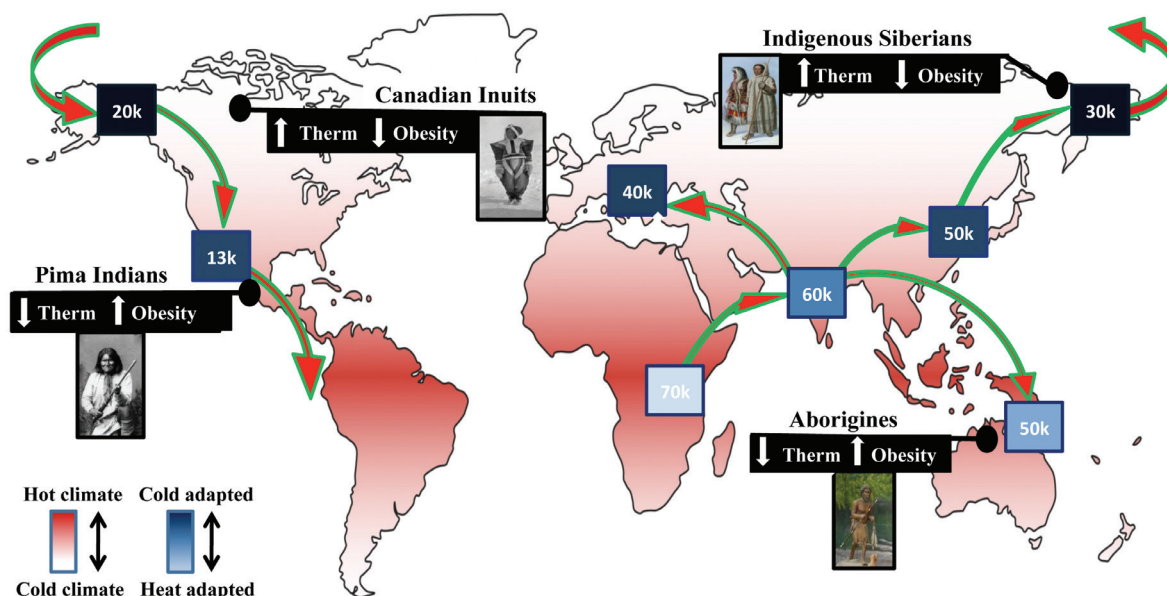 Indigenous Siberians
↑ Therm ↓ Obesity
20k
Canadian Inuits
↑ Therm ↓ Obesity
30k
40k
50k
13k
Pima Indians
↓ Therm ↑ Obesity
60k
70k
50k
Aborigines
↓ Therm ↑ Obesity
Hot climate Cold adapted
Cold climate Heat adapted